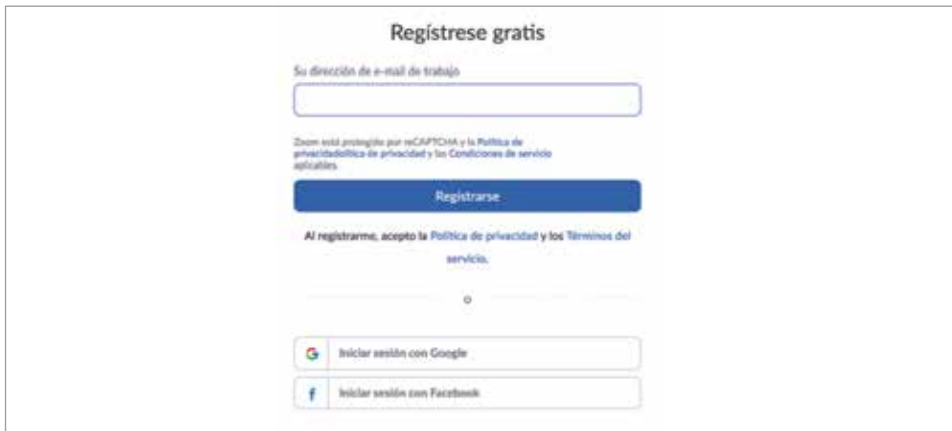 Regístrese gratis
Su dirección de e-mail de trabajo
Zoom está protegido por reCAPTCHA y la Política de
privacidadolítica de privacidad y las Condiciones de servicio
aplicables.
Registrarse
Al registrarme, acepto la Política de privacidad y los Términos del
servicio.
o
Iniciar sesión con Google
Iniciar sesión con Facebook